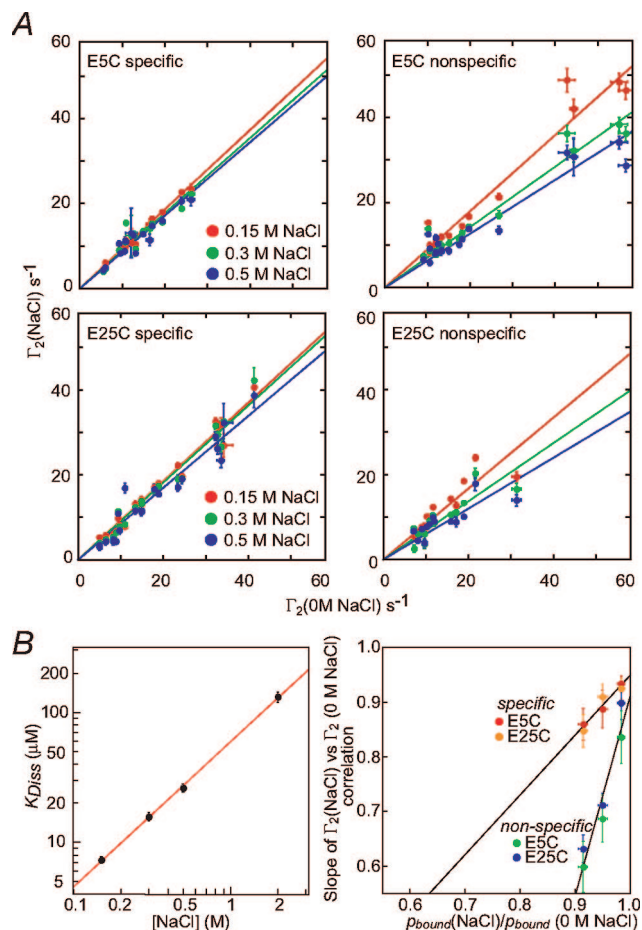 A
E5C specific
E5C nonspecific
60
40
20
0
0.15 M NaCl
0.3 M NaCl
0.5 M NaCl
60
40
20
0
Γ₂(NaCl) s⁻¹
E25C specific
E25C nonspecific
60
40
20
0
0.15 M NaCl
0.3 M NaCl
0.5 M NaCl
60
40
20
0
0 20 40 60
0 20 40 60
Γ₂(0M NaCl) s⁻¹
B
K_Diss (μM)
200
100
50
20
10
5
0.1 0.2 0.5 1 2
[NaCl] (M)
Slope of Γ₂(NaCl) vs Γ₂ (0 M NaCl)
correlation
1.0
0.9
0.8
0.7
0.6
specific
E5C
E25C
non-specific
E5C
E25C
0.6 0.7 0.8 0.9 1.0
p_bound(NaCl)/p_bound (0 M NaCl)